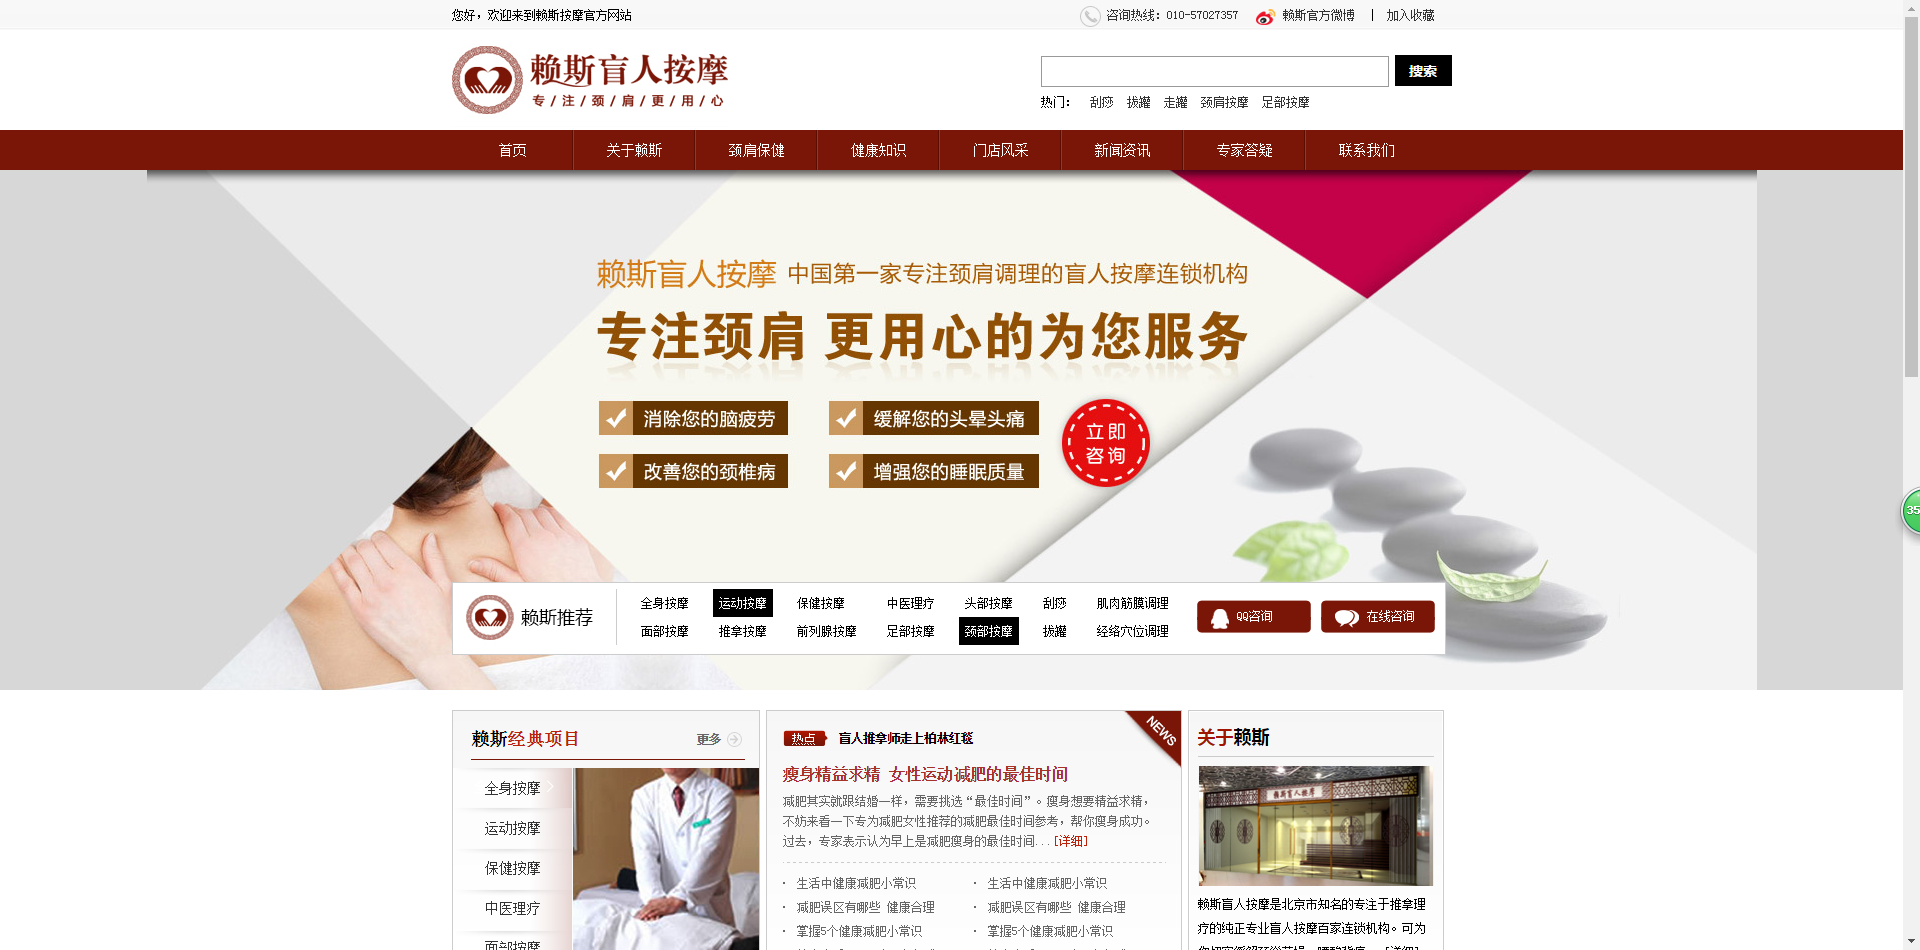 您好，欢迎来到赖斯按摩官方网站
咨询热线：010-57027357 赖斯官方微博 | 加入收藏
赖斯盲人按摩
专/注/颈/肩/更/用/心
搜索
热门： 刮痧 拔罐 走罐 颈肩按摩 足部按摩
首页 关于赖斯 颈肩保健 健康知识 门店风采 新闻资讯 专家答疑 联系我们
赖斯盲人按摩 中国第一家专注颈肩调理的盲人按摩连锁机构
专注颈肩 更用心的为您服务
消除您的脑疲劳 缓解您的头晕头痛
改善您的颈椎病 增强您的睡眠质量
立即
咨询
35
赖斯推荐
全身按摩 运动按摩 保健按摩 中医理疗 头部按摩 刮痧 肌肉筋膜调理
面部按摩 推拿按摩 前列腺按摩 足部按摩 颈部按摩 拔罐 经络穴位调理
QQ咨询 在线咨询
赖斯经典项目 更多
全身按摩
运动按摩
保健按摩
中医理疗
面部按摩
热点 盲人推拿师走上柏林红毯
NEWS
瘦身精益求精 女性运动减肥的最佳时间
减肥其实就跟结婚一样，需要挑选“最佳时间”。瘦身想要精益求精，
不妨来看一下专为减肥女性推荐的减肥最佳时间参考，帮你瘦身成功。
过去，专家表示认为早上是减肥瘦身的最佳时间...[详细]
· 生活中健康减肥小常识 · 生活中健康减肥小常识
· 减肥误区有哪些 健康合理 · 减肥误区有哪些 健康合理
· 掌握5个健康减肥小常识 · 掌握5个健康减肥小常识
关于赖斯
赖斯盲人按摩
赖斯盲人按摩是北京市知名的专注于推拿理
疗的纯正专业盲人按摩百家连锁机构。可为